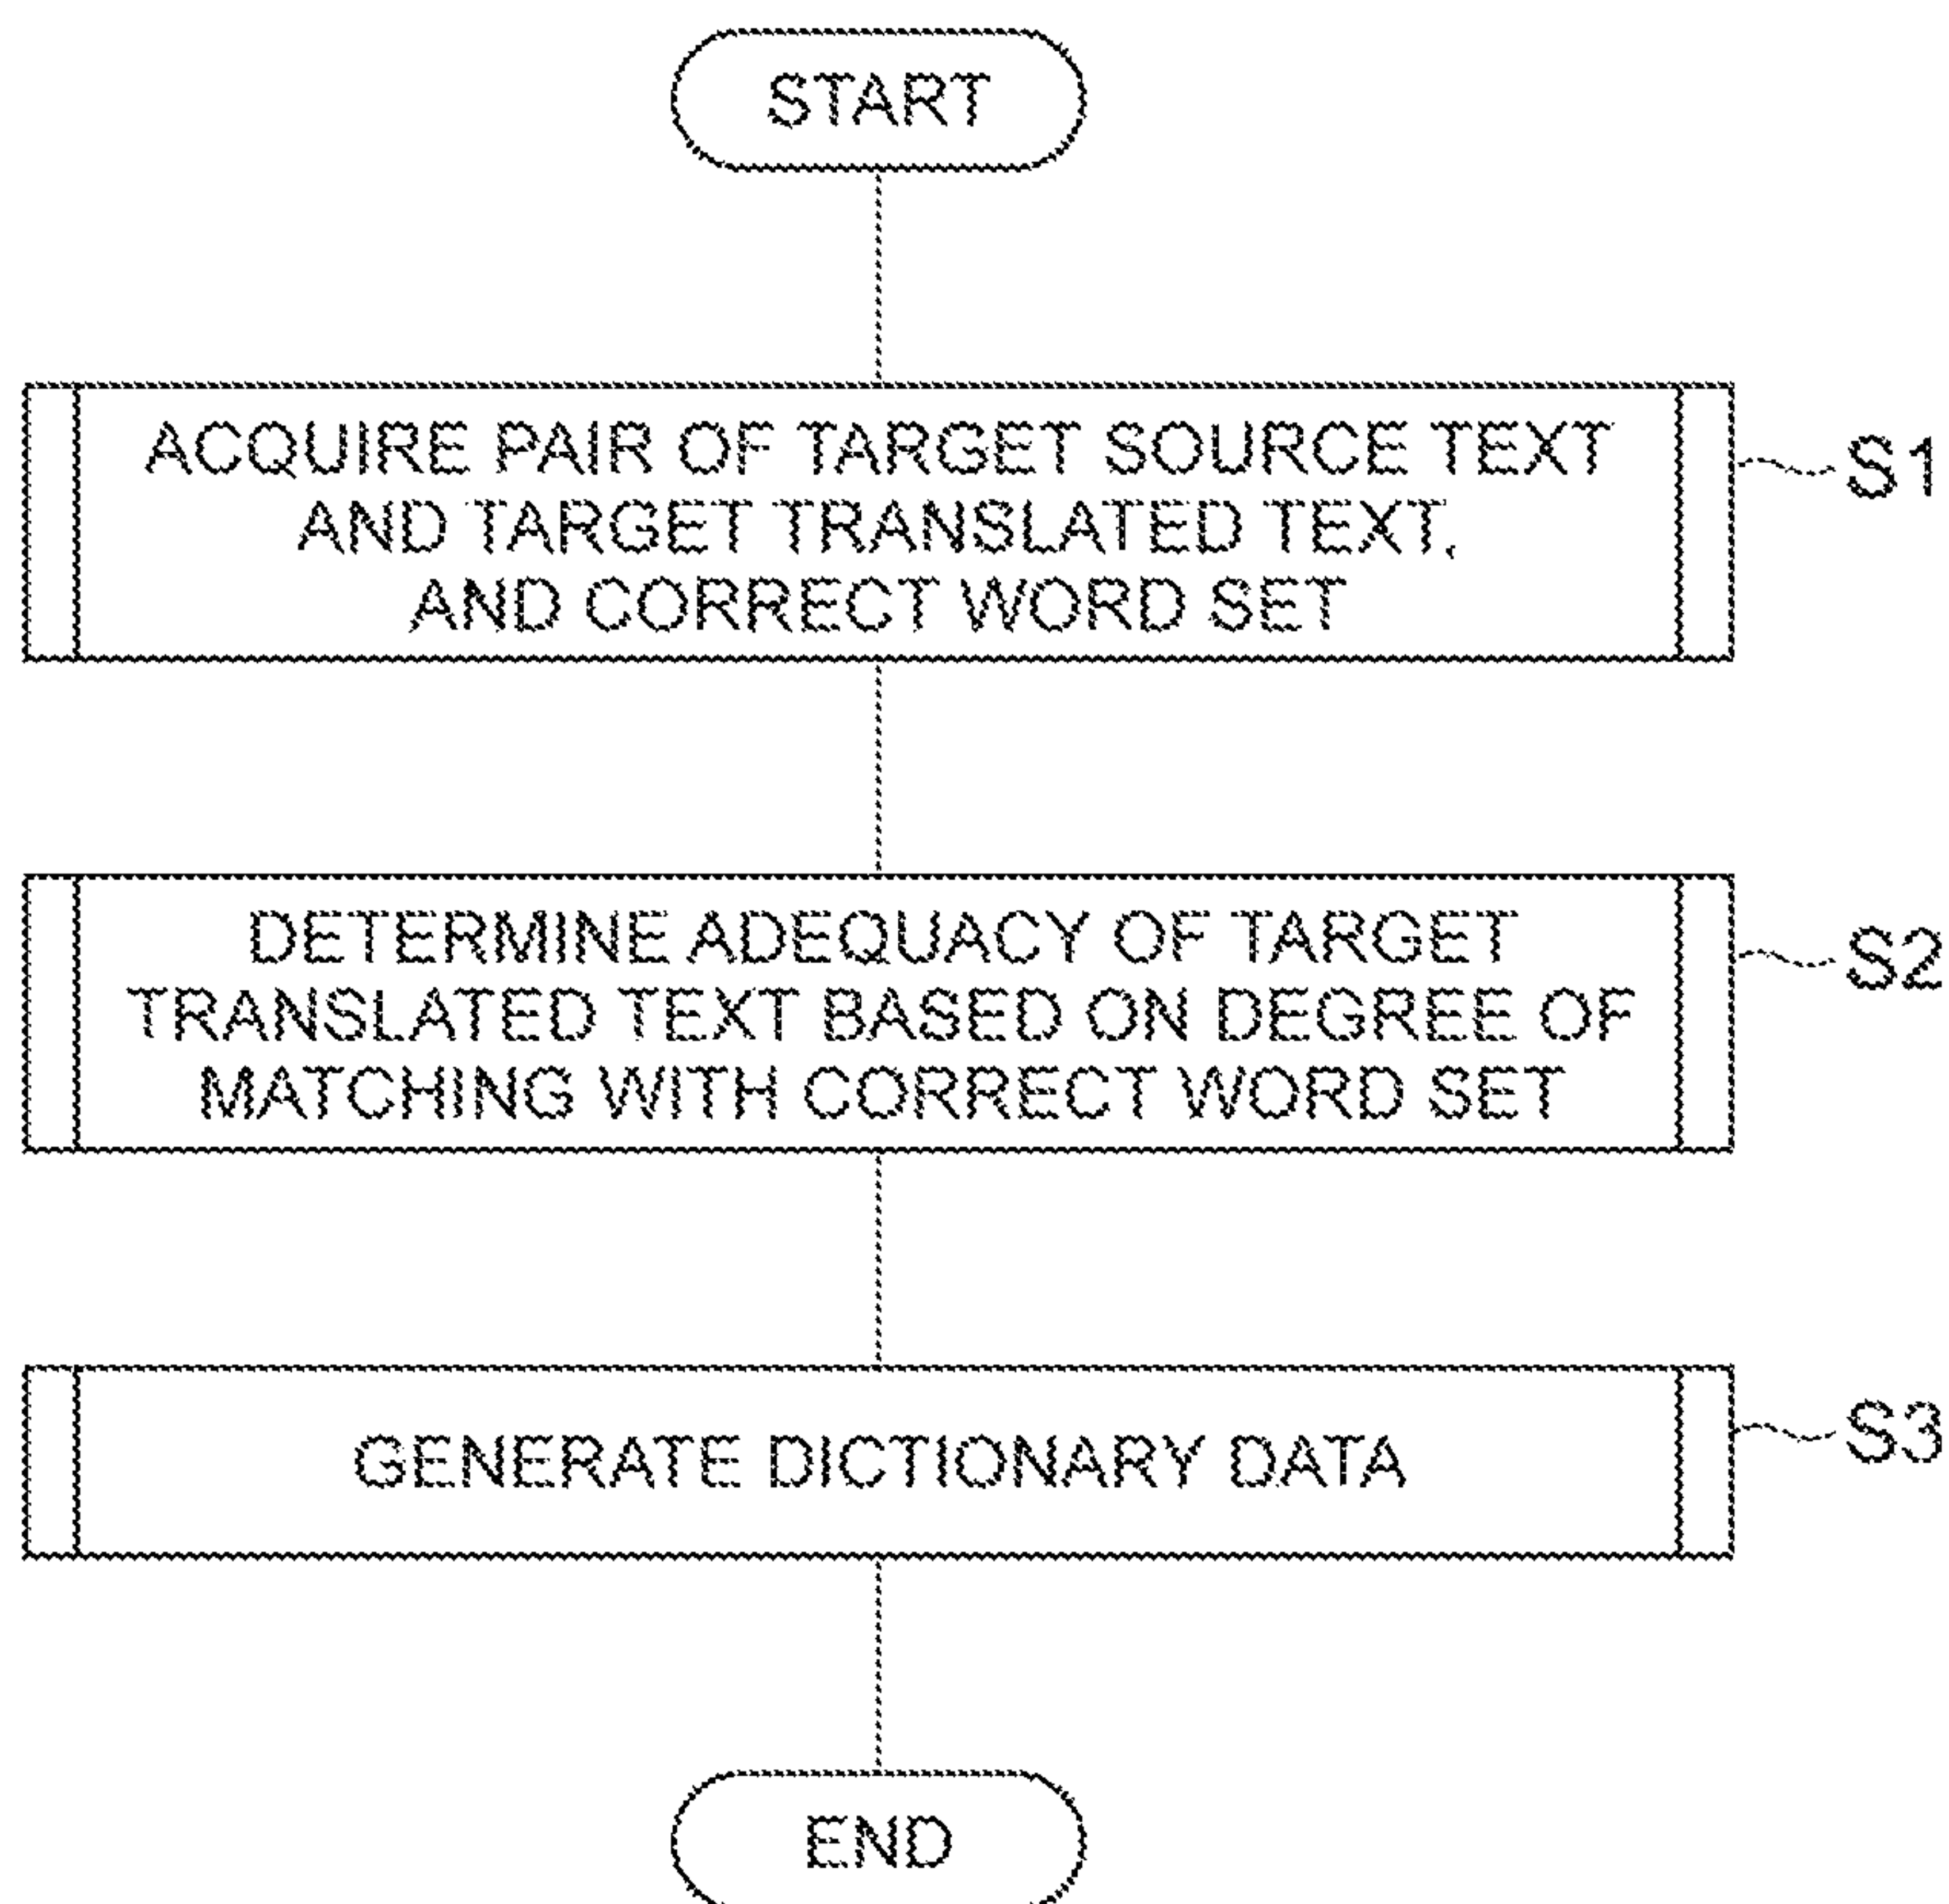 START
ACQUIRE PAIR OF TARGET SOURCE TEXT
AND TARGET TRANSLATED TEXT,
AND CORRECT WORD SET
S1
DETERMINE ADEQUACY OF TARGET
TRANSLATED TEXT BASED ON DEGREE OF
MATCHING WITH CORRECT WORD SET
S2
GENERATE DICTIONARY DATA
S3
END